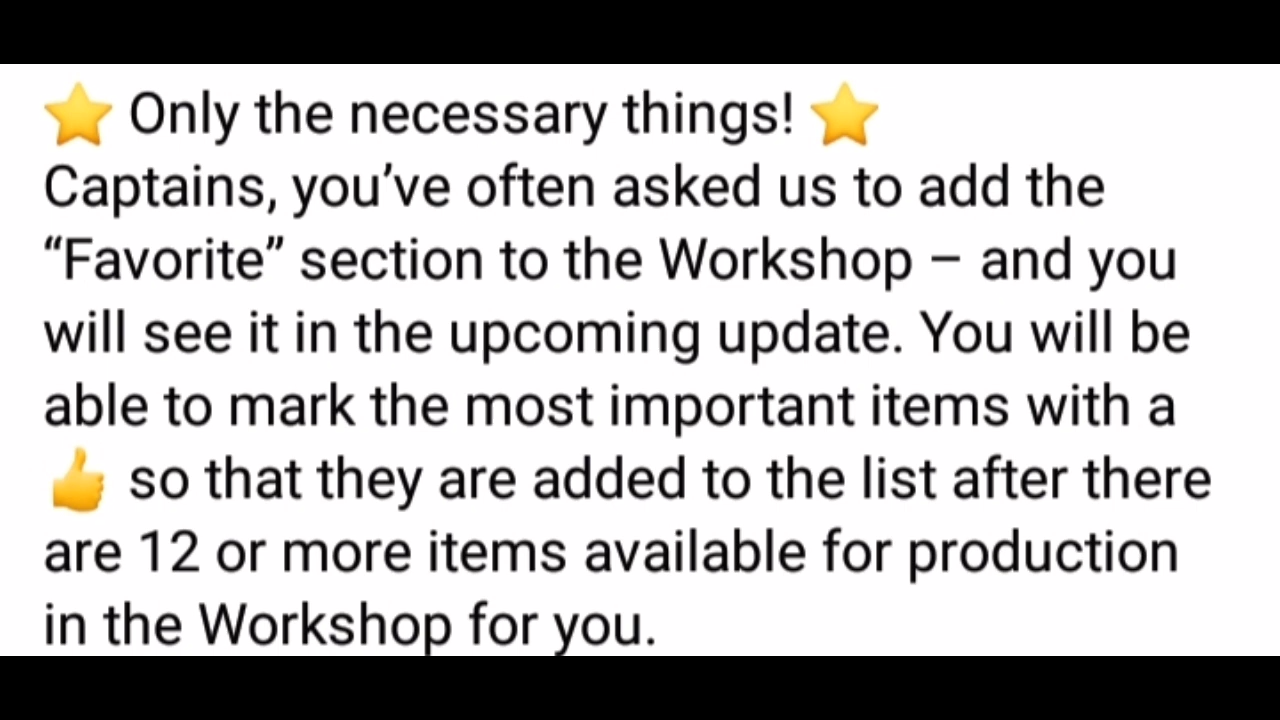 ⭐ Only the necessary things! ⭐
Captains, you’ve often asked us to add the
“Favorite” section to the Workshop – and you
will see it in the upcoming update. You will be
able to mark the most important items with a
👍 so that they are added to the list after there
are 12 or more items available for production
in the Workshop for you.